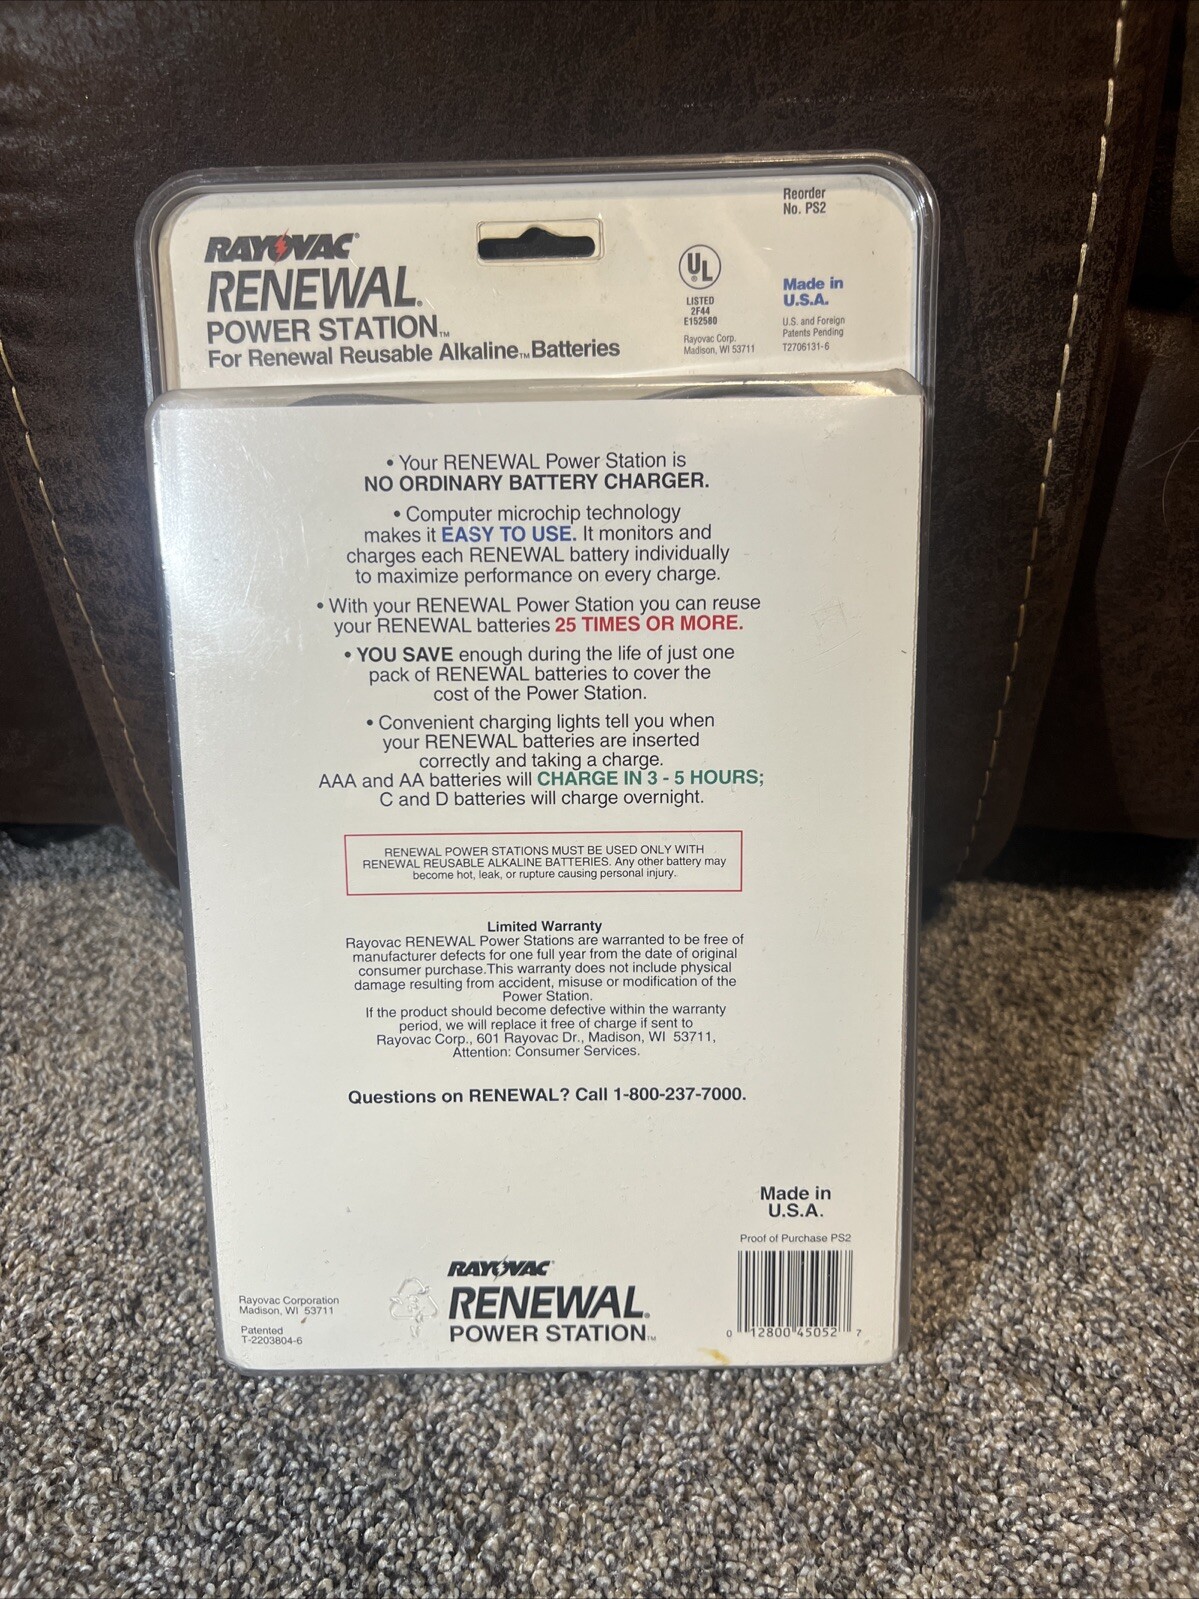 Reorder
No. PS2
RAYOVAC®
RENEWAL®
POWER STATION™
For Renewal Reusable Alkaline™ Batteries
UL®
LISTED
2F44
E152580
Rayovac Corp.
Madison, WI 53711
Made in
U.S.A.
U.S. and Foreign
Patents Pending
T2706131-6
• Your RENEWAL Power Station is
NO ORDINARY BATTERY CHARGER.
• Computer microchip technology
makes it EASY TO USE. It monitors and
charges each RENEWAL battery individually
to maximize performance on every charge.
• With your RENEWAL Power Station you can reuse
your RENEWAL batteries 25 TIMES OR MORE.
• YOU SAVE enough during the life of just one
pack of RENEWAL batteries to cover the
cost of the Power Station.
• Convenient charging lights tell you when
your RENEWAL batteries are inserted
correctly and taking a charge.
AAA and AA batteries will CHARGE IN 3 - 5 HOURS;
C and D batteries will charge overnight.
RENEWAL POWER STATIONS MUST BE USED ONLY WITH
RENEWAL REUSABLE ALKALINE BATTERIES. Any other battery may
become hot, leak, or rupture causing personal injury.
Limited Warranty
Rayovac RENEWAL Power Stations are warranted to be free of
manufacturer defects for one full year from the date of original
consumer purchase.This warranty does not include physical
damage resulting from accident, misuse or modification of the
Power Station.
If the product should become defective within the warranty
period, we will replace it free of charge if sent to
Rayovac Corp., 601 Rayovac Dr., Madison, WI 53711,
Attention: Consumer Services.
Questions on RENEWAL? Call 1-800-237-7000.
Made in
U.S.A.
Proof of Purchase PS2
0 12800 45052 7
RAYOVAC®
RENEWAL®
POWER STATION™
Rayovac Corporation
Madison, WI 53711
Patented
T-2203804-6